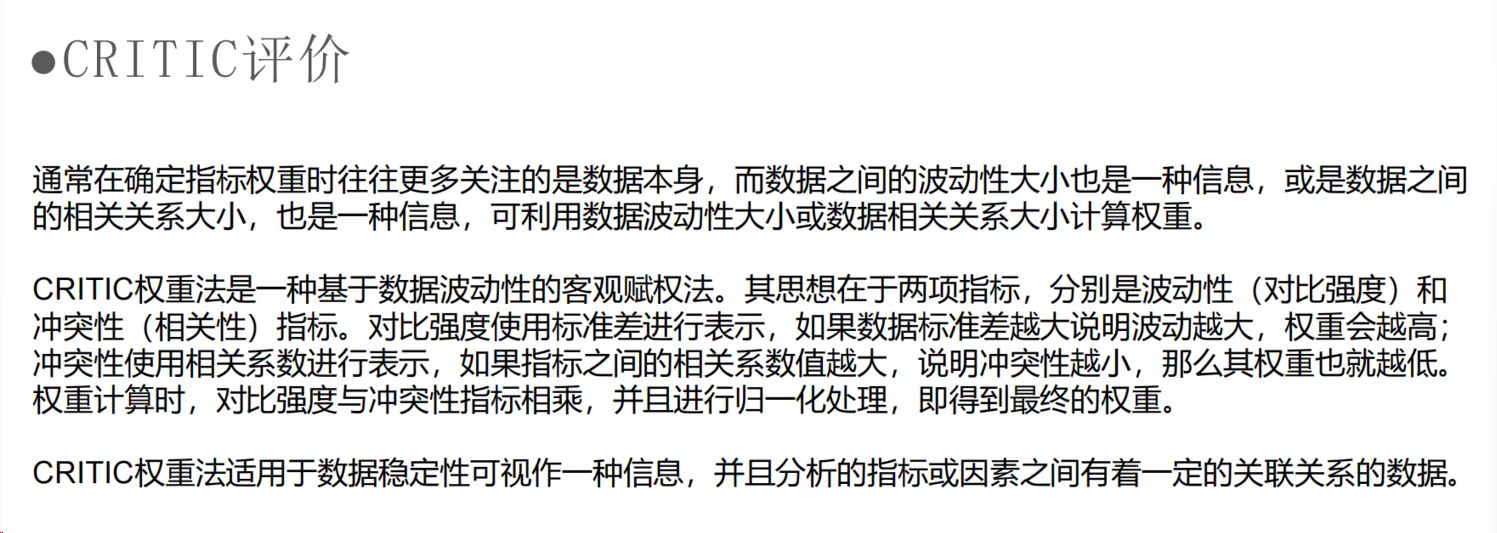 ●CRITIC评价
通常在确定指标权重时往往更多关注的是数据本身，而数据之间的波动性大小也是一种信息，或是数据之间
的相关关系大小，也是一种信息，可利用数据波动性大小或数据相关关系大小计算权重。
CRITIC权重法是一种基于数据波动性的客观赋权法。其思想在于两项指标，分别是波动性（对比强度）和
冲突性（相关性）指标。对比强度使用标准差进行表示，如果数据标准差越大说明波动越大，权重会越高；
冲突性使用相关系数进行表示，如果指标之间的相关系数值越大，说明冲突性越小，那么其权重也就越低。
权重计算时，对比强度与冲突性指标相乘，并且进行归一化处理，即得到最终的权重。
CRITIC权重法适用于数据稳定性可视作一种信息，并且分析的指标或因素之间有着一定的关联关系的数据。